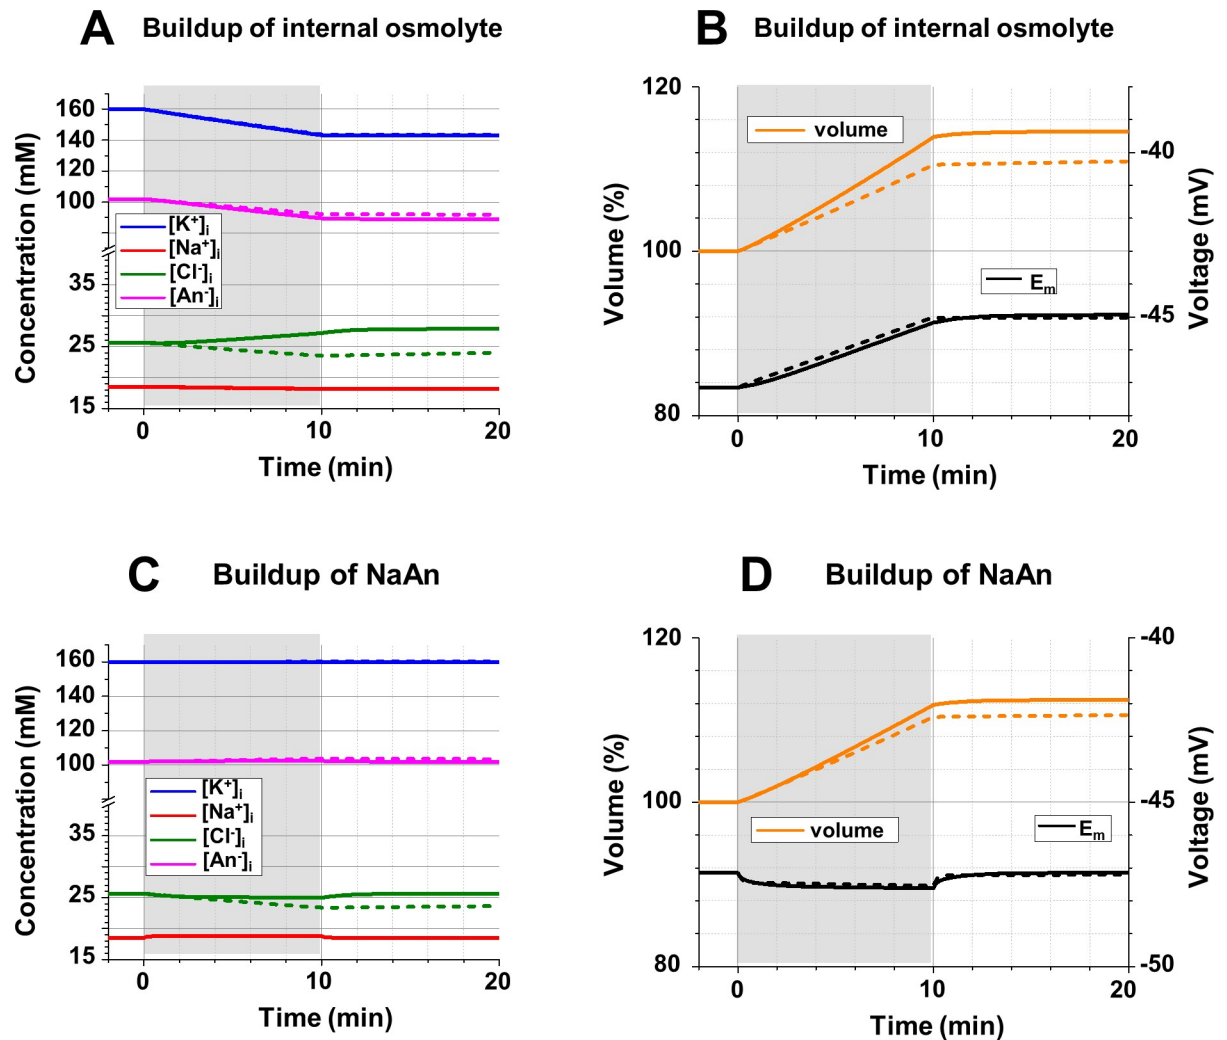 A Buildup of internal osmolyte
Concentration (mM)
160
140
120
100
35
25
15
[K⁺]ᵢ
[Na⁺]ᵢ
[Cl⁻]ᵢ
[An⁻]ᵢ
0 10 20
Time (min)
B Buildup of internal osmolyte
Volume (%)
120
100
80
volume
Eₘ
-40
-45
Voltage (mV)
0 10 20
Time (min)
C Buildup of NaAn
Concentration (mM)
160
140
120
100
35
25
15
[K⁺]ᵢ
[Na⁺]ᵢ
[Cl⁻]ᵢ
[An⁻]ᵢ
0 10 20
Time (min)
D Buildup of NaAn
Volume (%)
120
100
80
volume
Eₘ
-40
-45
-50
Voltage (mV)
0 10 20
Time (min)